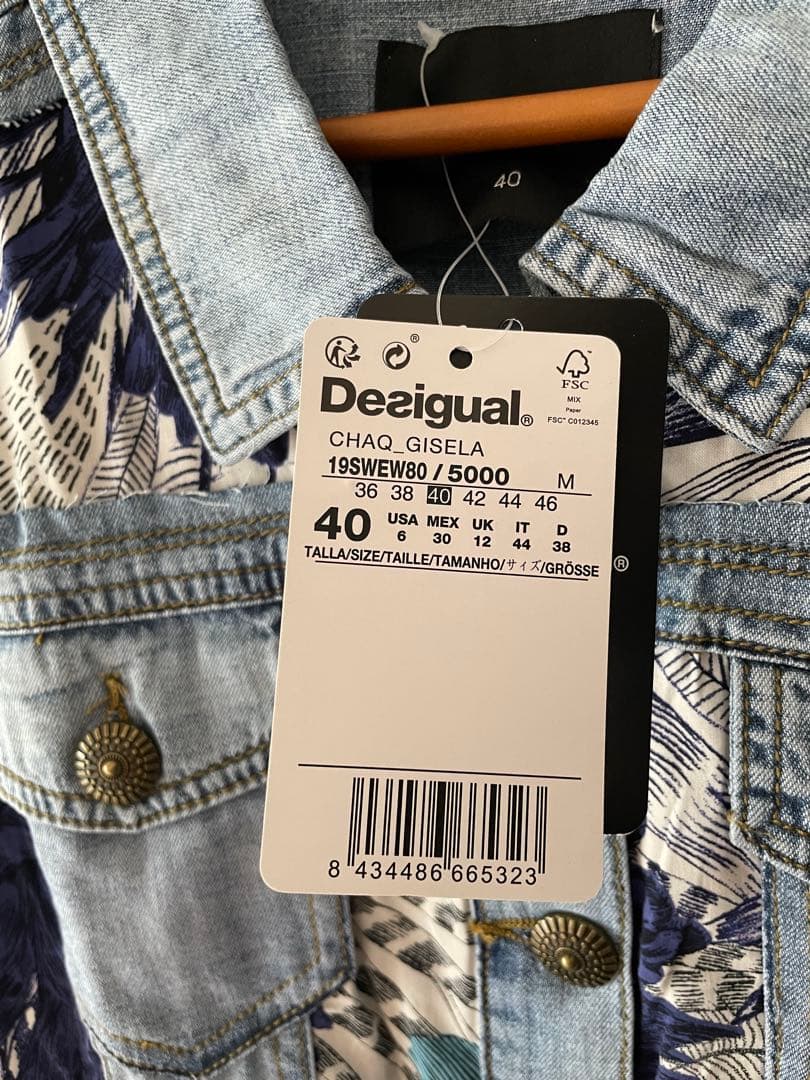 40
®
FSC
MIX
Paper
FSC™ C012345
Desigual®
CHAQ_GISELA
19SWEW80 / 5000 M
36 38 40 42 44 46
40 USA MEX UK IT D
6 30 12 44 38
TALLA/SIZE/TAILLE/TAMANHO/サイズ/GRÖSSE
®
8 434486 665323